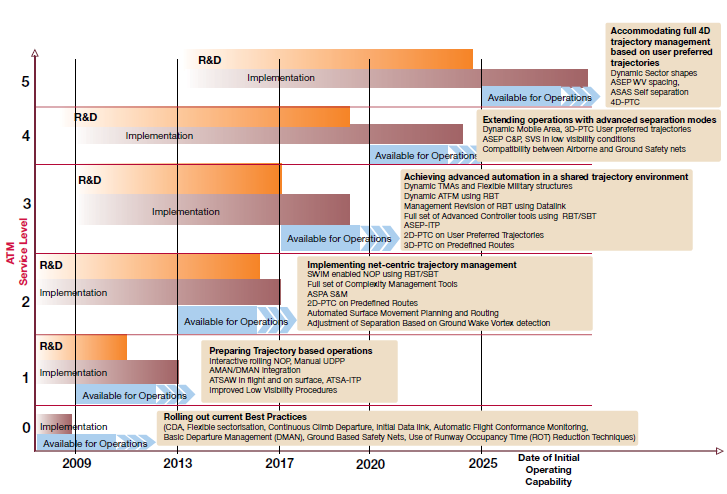 Accommodating full 4D
trajectory management
based on user preferred
trajectories
Dynamic Sector shapes
ASEP WV spacing,
ASAS Self separation
4D-PTC
R&D
Implementation
5
Available for Operations
Extending operations with advanced separation modes
Dynamic Mobile Area, 3D-PTC User preferred trajectories
ASEP C&P, SVS in low visibility conditions
Compatibility between Airborne and Ground Safety nets
R&D
4
Implementation
Available for Operations
Achieving advanced automation in a shared trajectory environment
Dynamic TMAs and Flexible Military structures
Dynamic ATFM using RBT
Management Revision of RBT using Datalink
Full set of Advanced Controller tools using RBT/SBT
ASEP-ITP
2D-PTC on User Preferred Trajectories
3D-PTC on Predefined Routes
R&D
3
Implementation
Available for Operations
ATM
Service Level
Implementing net-centric trajectory management
SWIM enabled NOP using RBT/SBT
Full set of Complexity Management Tools
ASPA S&M
2D-PTC on Predefined Routes
Automated Surface Movement Planning and Routing
Adjustment of Separation Based on Ground Wake Vortex detection
R&D
Implementation
2
Available for Operations
Preparing Trajectory based operations
Interactive rolling NOP, Manual UDPP
AMAN/DMAN integration
ATSAW in flight and on surface, ATSA-ITP
Improved Low Visibility Procedures
R&D
Implementation
1
Available for Operations
Rolling out current Best Practices
(CDA, Flexible sectorisation, Continuous Climb Departure, Initial Data link, Automatic Flight Conformance Monitoring,
Basic Departure Management (DMAN), Ground Based Safety Nets, Use of Runway Occupancy Time (ROT) Reduction Techniques)
0
Implementation
Available for Operations
2009 2013 2017 2020 2025
Date of Initial
Operating
Capability